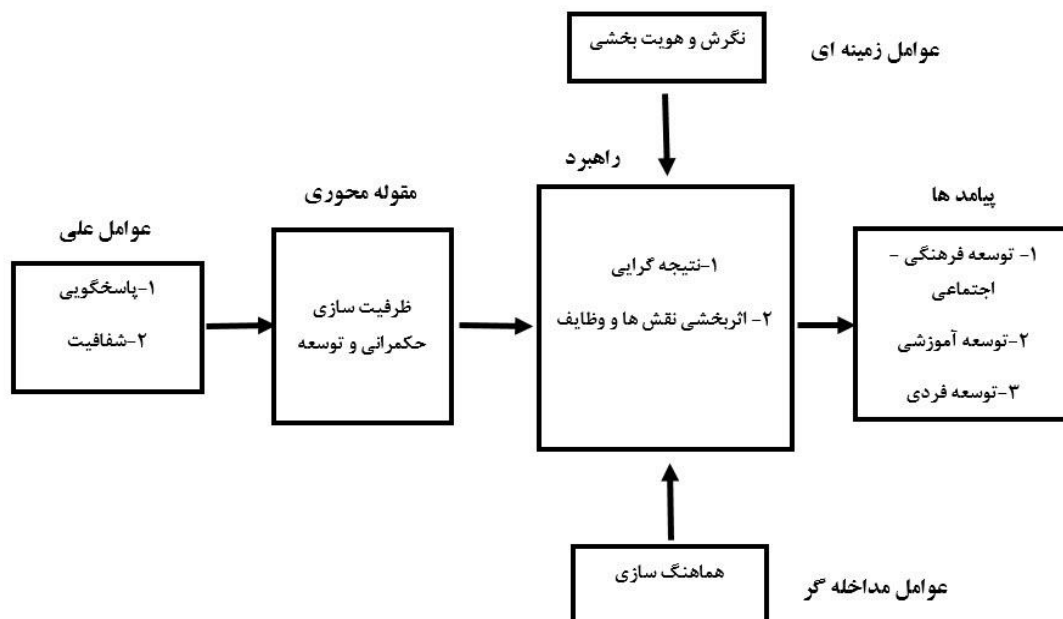 نگرش و هویت بخشی
عوامل زمینه ای
راهبرد
مقوله محوری
پیامد ها
عوامل علی
۱- توسعه فرهنگی -
اجتماعی
۲-توسعه آموزشی
۳-توسعه فردی
۱-نتیجه گرایی
۲- اثربخشی نقش ها و وظایف
ظرفیت سازی
حکمرانی و توسعه
۱-پاسخگویی
۲-شفافیت
هماهنگ سازی
عوامل مداخله گر